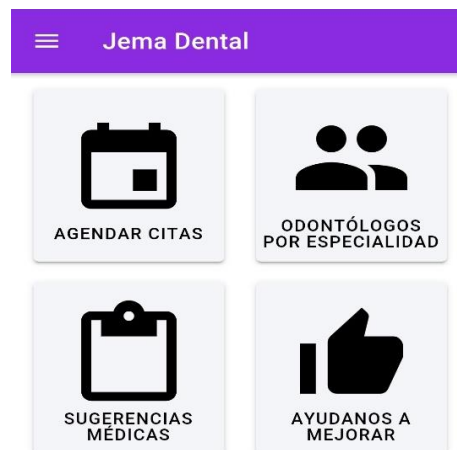 Jema Dental
AGENDAR CITAS
ODONTÓLOGOS
POR ESPECIALIDAD
SUGERENCIAS
MÉDICAS
AYUDANOS A
MEJORAR